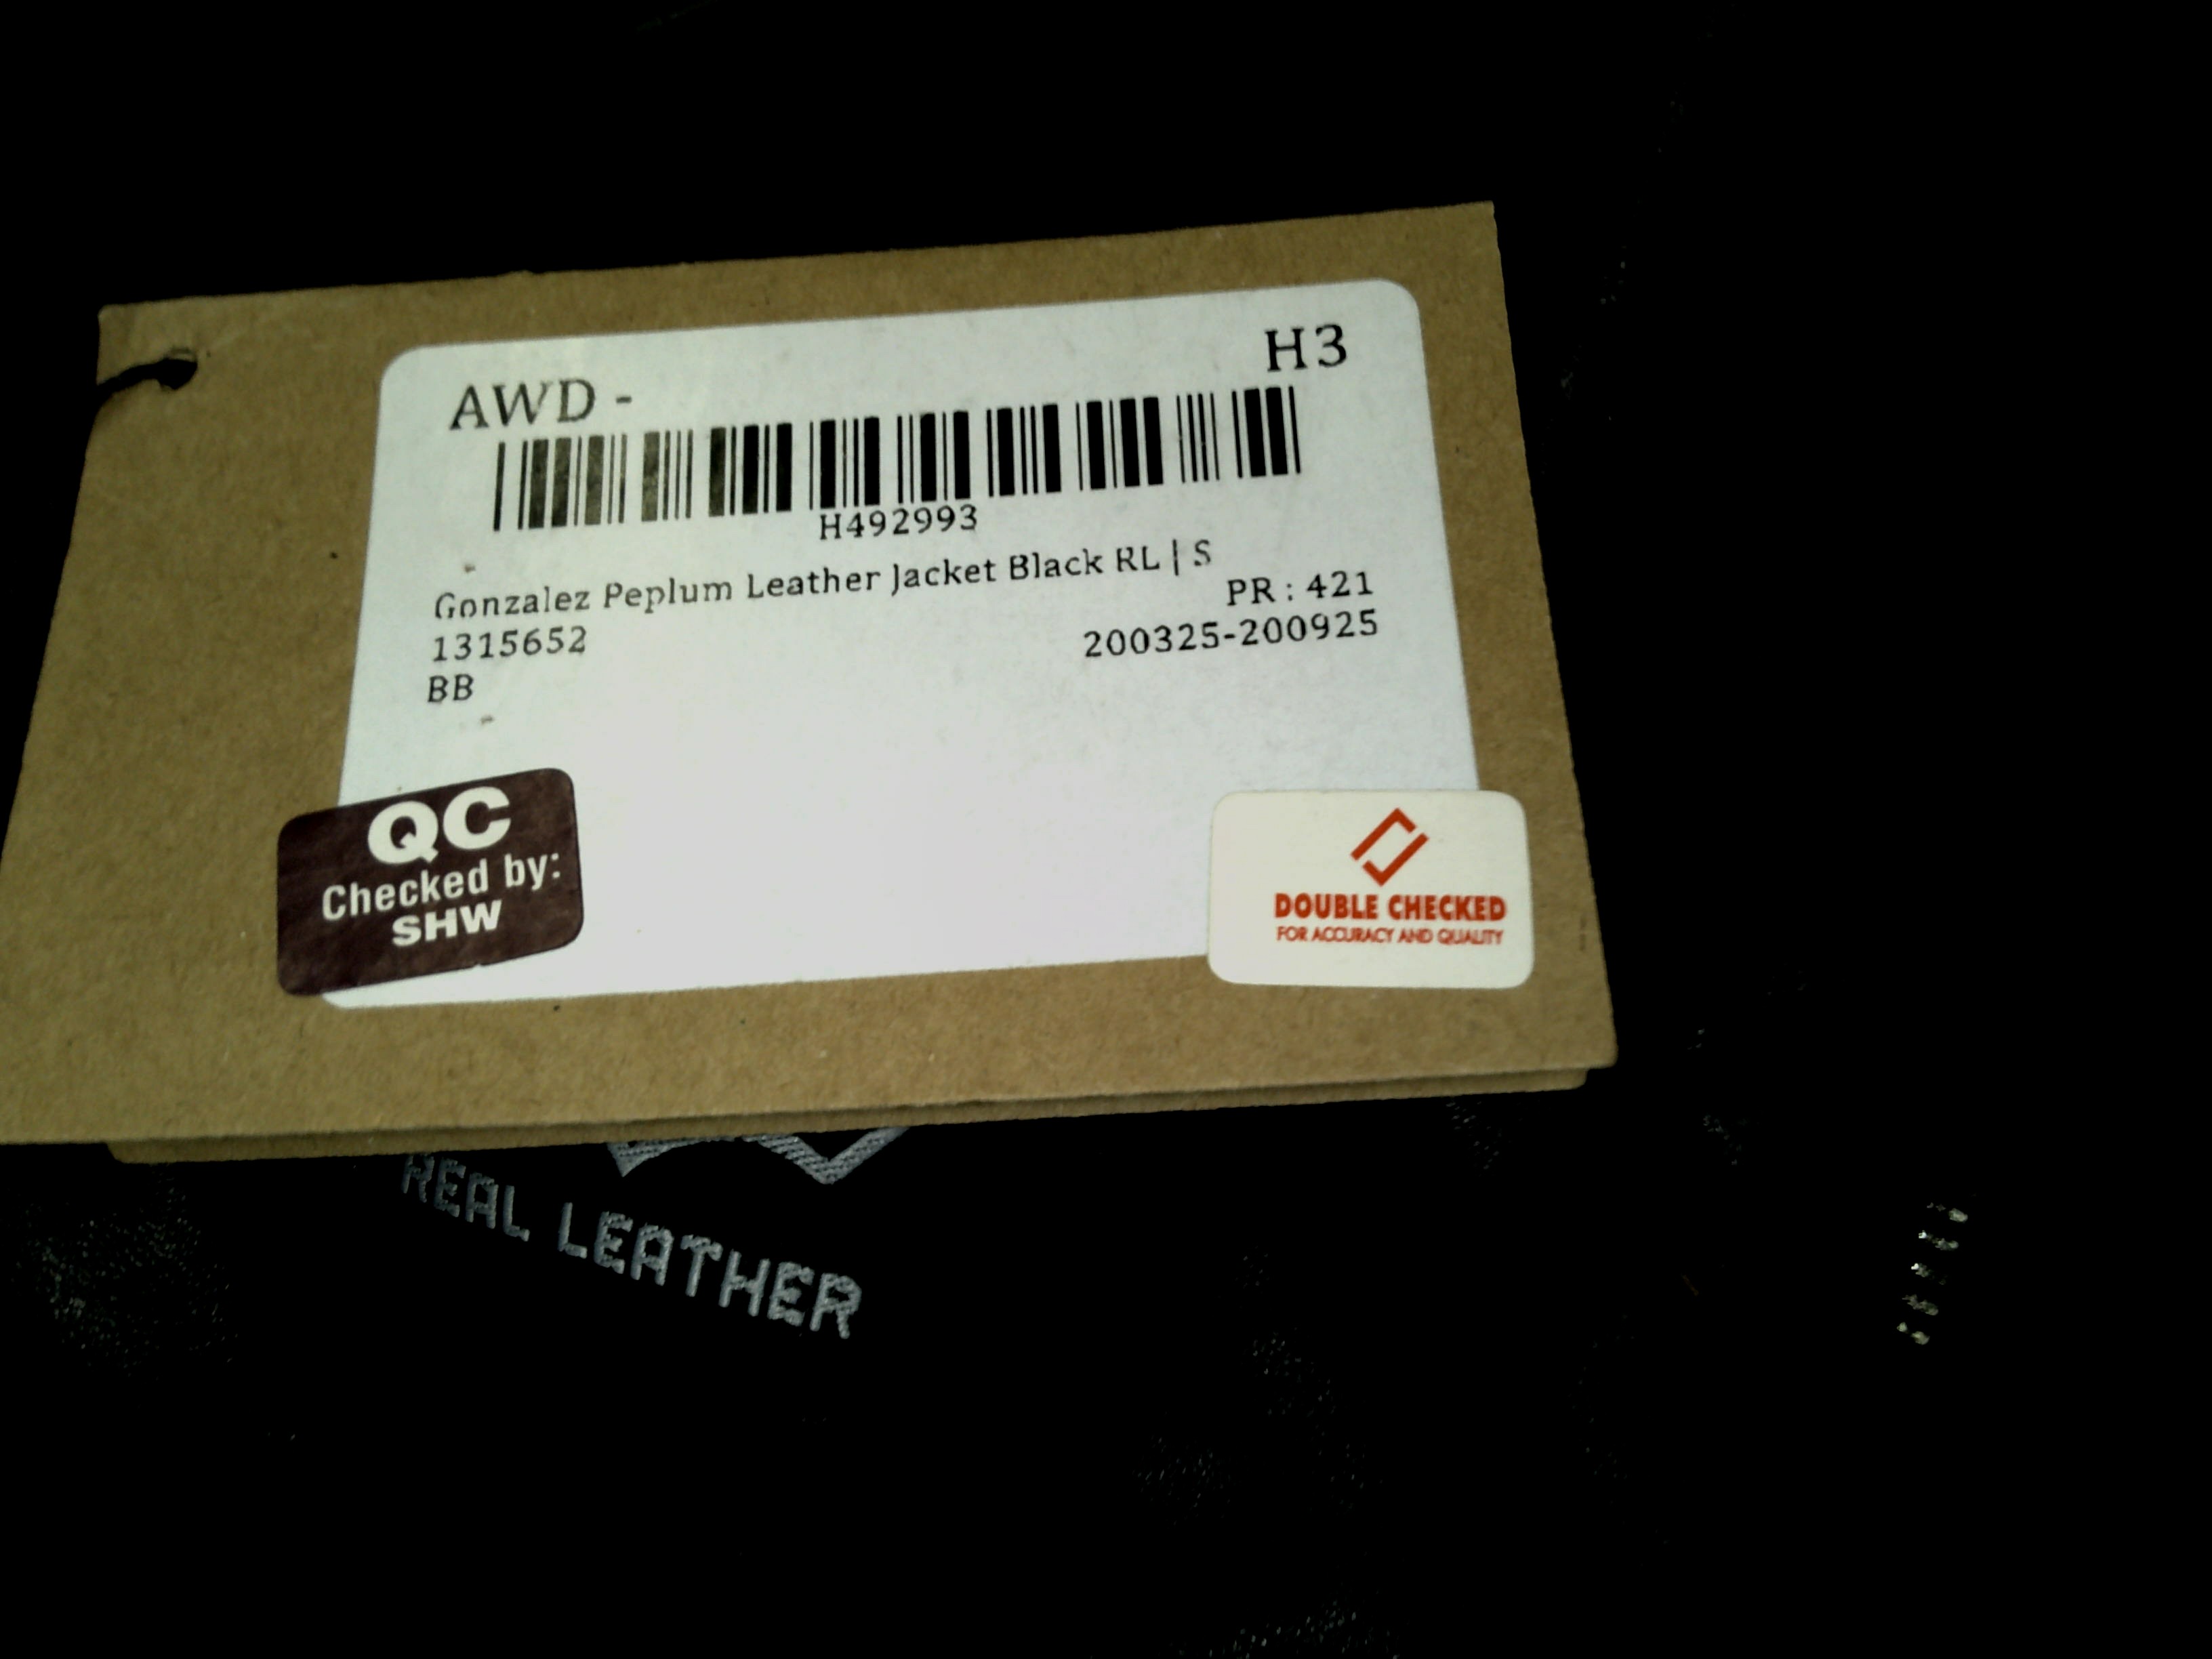 AWD - H3
H492993
Gonzalez Peplum Leather Jacket Black RL | S
PR : 421
1315652 200325-200925
BB
QC
Checked by:
SHW
DOUBLE CHECKED
FOR ACCURACY AND QUALITY
REAL LEATHER